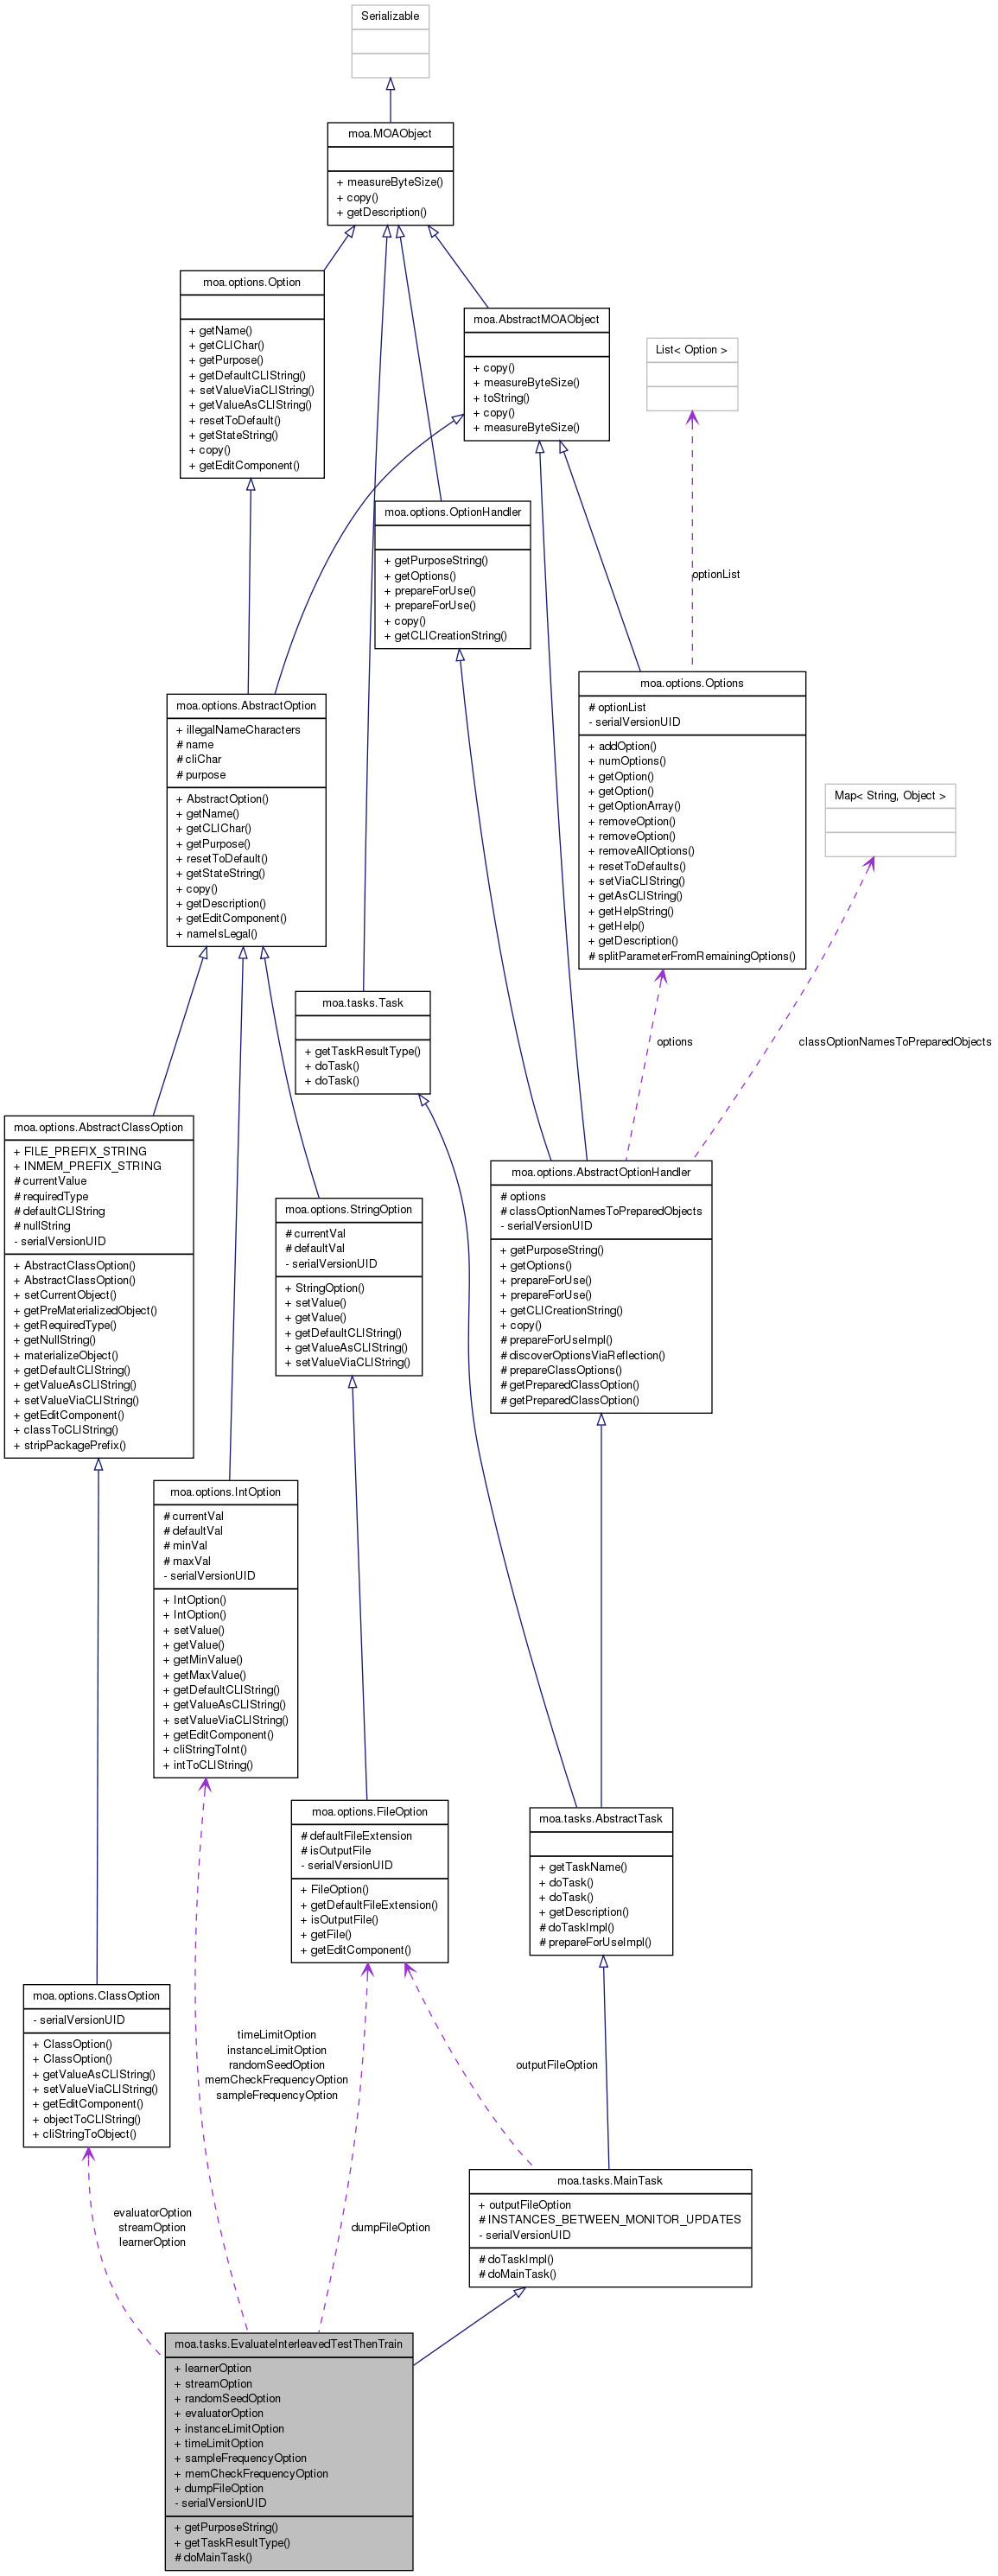 Serializable
moa.MOAObject
+ measureByteSize()
+ copy()
+ getDescription()
moa.options.Option
+ getName()
+ getCLIChar()
+ getPurpose()
+ getDefaultCLIString()
+ setValueViaCLIString()
+ getValueAsCLIString()
+ resetToDefault()
+ getStateString()
+ copy()
+ getEditComponent()
moa.AbstractMOAObject
+ copy()
+ measureByteSize()
+ toString()
+ copy()
+ measureByteSize()
List< Option >
optionList
moa.options.OptionHandler
+ getPurposeString()
+ getOptions()
+ prepareForUse()
+ prepareForUse()
+ copy()
+ getCLICreationString()
moa.options.Options
# optionList
- serialVersionUID
+ addOption()
+ numOptions()
+ getOption()
+ getOption()
+ getOptionArray()
+ removeOption()
+ removeOption()
+ removeAllOptions()
+ resetToDefaults()
+ setViaCLIString()
+ getAsCLIString()
+ getHelpString()
+ getHelp()
+ getDescription()
# splitParameterFromRemainingOptions()
moa.options.AbstractOption
+ illegalNameCharacters
# name
# cliChar
# purpose
+ AbstractOption()
+ getName()
+ getCLIChar()
+ getPurpose()
+ resetToDefault()
+ getStateString()
+ copy()
+ getDescription()
+ getEditComponent()
+ nameIsLegal()
Map< String, Object >
moa.tasks.Task
+ getTaskResultType()
+ doTask()
+ doTask()
options
classOptionNamesToPreparedObjects
moa.options.AbstractClassOption
+ FILE_PREFIX_STRING
+ INMEM_PREFIX_STRING
# currentValue
# requiredType
# defaultCLIString
# nullString
- serialVersionUID
+ AbstractClassOption()
+ AbstractClassOption()
+ setCurrentObject()
+ getPreMaterializedObject()
+ getRequiredType()
+ getNullString()
+ materializeObject()
+ getDefaultCLIString()
+ getValueAsCLIString()
+ setValueViaCLIString()
+ getEditComponent()
+ classToCLIString()
+ stripPackagePrefix()
moa.options.StringOption
# currentVal
# defaultVal
- serialVersionUID
+ StringOption()
+ setValue()
+ getValue()
+ getDefaultCLIString()
+ getValueAsCLIString()
+ setValueViaCLIString()
moa.options.AbstractOptionHandler
# options
# classOptionNamesToPreparedObjects
- serialVersionUID
+ getPurposeString()
+ getOptions()
+ prepareForUse()
+ prepareForUse()
+ getCLICreationString()
+ copy()
# prepareForUseImpl()
# discoverOptionsViaReflection()
# prepareClassOptions()
# getPreparedClassOption()
# getPreparedClassOption()
moa.options.IntOption
# currentVal
# defaultVal
# minVal
# maxVal
- serialVersionUID
+ IntOption()
+ IntOption()
+ setValue()
+ getValue()
+ getMinValue()
+ getMaxValue()
+ getDefaultCLIString()
+ getValueAsCLIString()
+ setValueViaCLIString()
+ getEditComponent()
+ cliStringToInt()
+ intToCLIString()
moa.options.FileOption
# defaultFileExtension
# isOutputFile
- serialVersionUID
+ FileOption()
+ getDefaultFileExtension()
+ isOutputFile()
+ getFile()
+ getEditComponent()
moa.tasks.AbstractTask
+ getTaskName()
+ doTask()
+ doTask()
+ getDescription()
# doTaskImpl()
# prepareForUseImpl()
moa.options.ClassOption
- serialVersionUID
+ ClassOption()
+ ClassOption()
+ getValueAsCLIString()
+ setValueViaCLIString()
+ getEditComponent()
+ objectToCLIString()
+ cliStringToObject()
timeLimitOption
instanceLimitOption
randomSeedOption
memCheckFrequencyOption
sampleFrequencyOption
outputFileOption
moa.tasks.MainTask
+ outputFileOption
# INSTANCES_BETWEEN_MONITOR_UPDATES
- serialVersionUID
# doTaskImpl()
# doMainTask()
evaluatorOption
streamOption
learnerOption
dumpFileOption
moa.tasks.EvaluateInterleavedTestThenTrain
+ learnerOption
+ streamOption
+ randomSeedOption
+ evaluatorOption
+ instanceLimitOption
+ timeLimitOption
+ sampleFrequencyOption
+ memCheckFrequencyOption
+ dumpFileOption
- serialVersionUID
+ getPurposeString()
+ getTaskResultType()
# doMainTask()